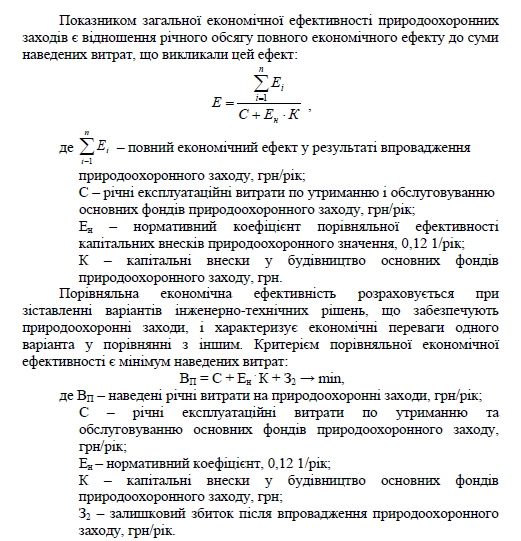 Показником загальної економічної ефективності природоохоронних
заходів є відношення річного обсягу повного економічного ефекту до суми
наведених витрат, що викликали цей ефект:
E = \frac{\sum_{i=1}^{n} E_i}{C + E_н \cdot K} ,
де \sum_{i=1}^{n} E_i – повний економічний ефект у результаті впровадження
природоохоронного заходу, грн/рік;
С – річні експлуатаційні витрати по утриманню і обслуговуванню
основних фондів природоохоронного заходу, грн/рік;
Ен – нормативний коефіцієнт порівняльної ефективності
капітальних внесків природоохоронного значення, 0,12 1/рік;
К – капітальні внески у будівництво основних фондів
природоохоронного заходу, грн.
Порівняльна економічна ефективність розраховується при
зіставленні варіантів інженерно-технічних рішень, що забезпечують
природоохоронні заходи, і характеризує економічні переваги одного
варіанта у порівнянні з іншим. Критерієм порівняльної економічної
ефективності є мінімум наведених витрат:
ВП = С + Ен · К + З2 → min,
де ВП – наведені річні витрати на природоохоронні заходи, грн/рік;
С – річні експлуатаційні витрати по утриманню та
обслуговуванню основних фондів природоохоронного заходу,
грн/рік;
Ен – нормативний коефіцієнт, 0,12 1/рік;
К – капітальні внески у будівництво основних фондів
природоохоронного заходу, грн;
З2 – залишковий збиток після впровадження природоохоронного
заходу, грн/рік.